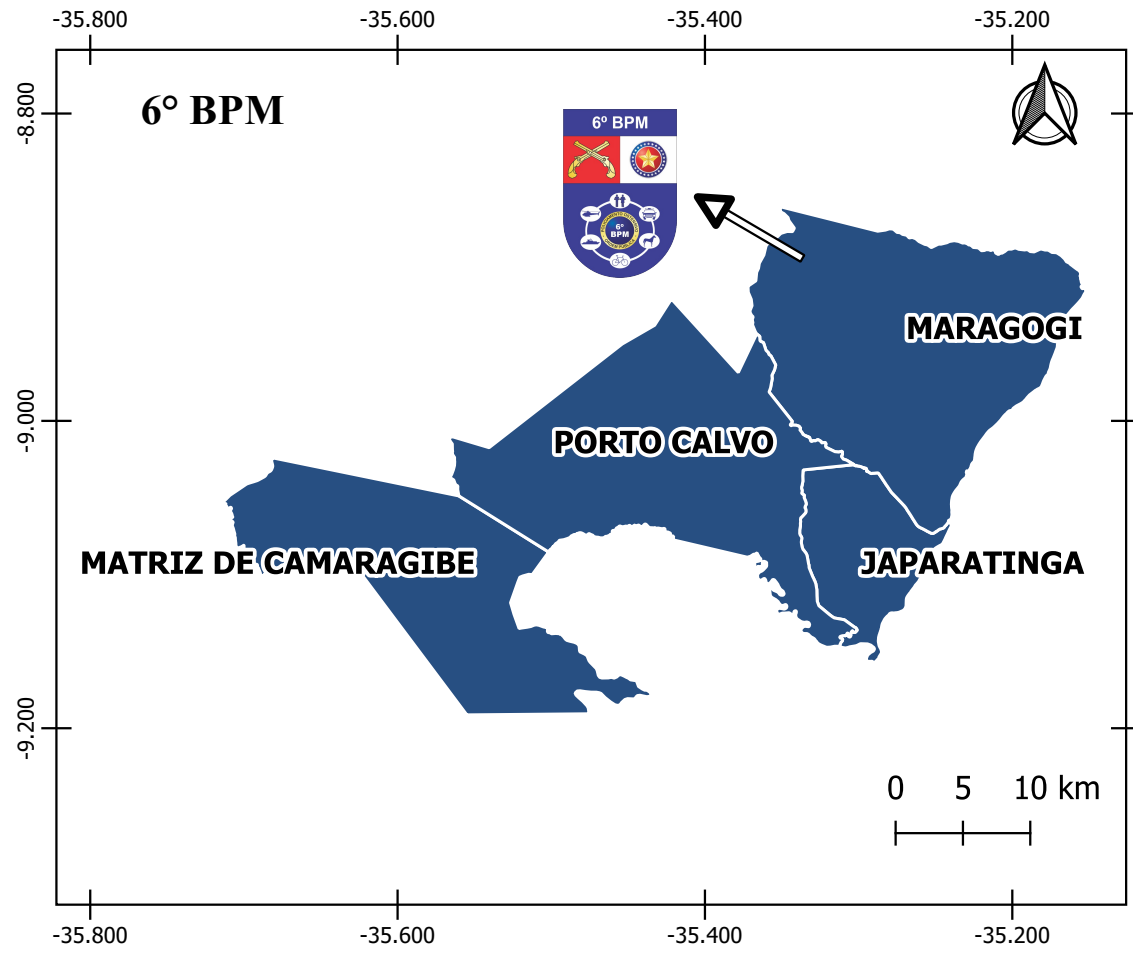 -35.800 -35.600 -35.400 -35.200
-8.800
6° BPM
6º BPM
6º
BPM
MARAGOGI
-9.000
PORTO CALVO
MATRIZ DE CAMARAGIBE
JAPARATINGA
-9.200
0 5 10 km
-35.800 -35.600 -35.400 -35.200